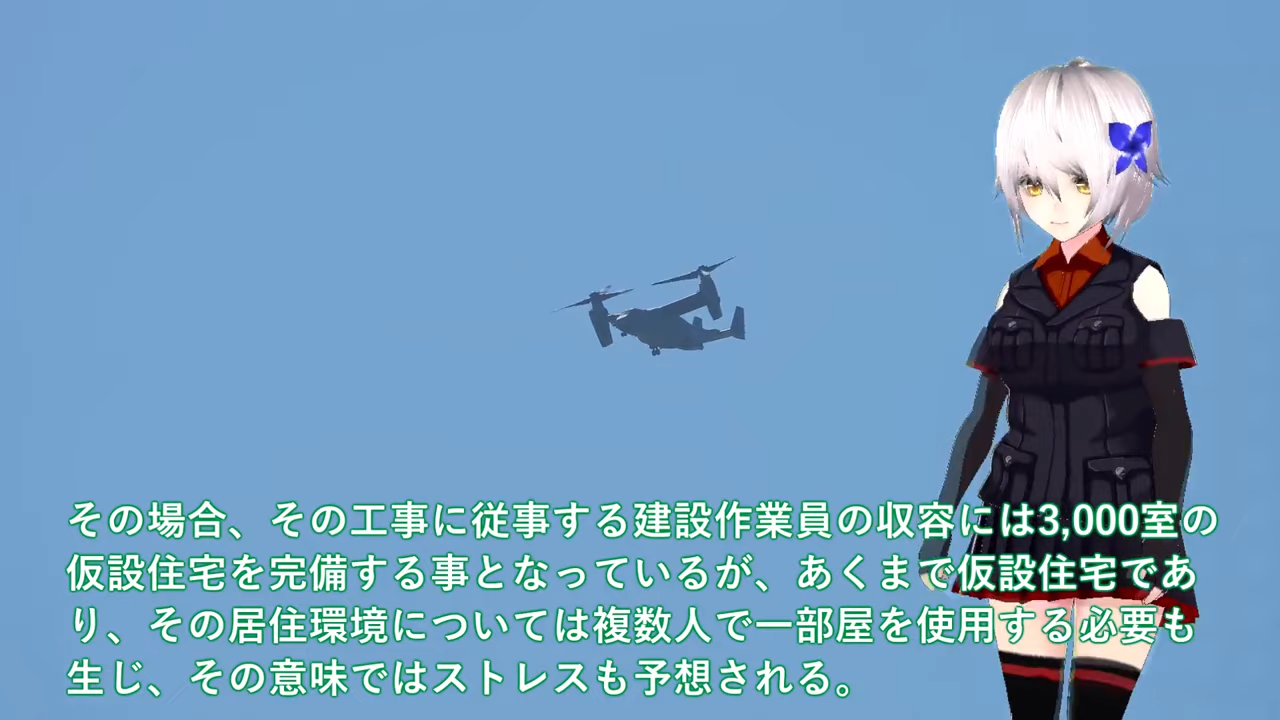 その場合、その工事に従事する建設作業員の収容には3,000室の
仮設住宅を完備する事となっているが、あくまで仮設住宅であ
り、その居住環境については複数人で一部屋を使用する必要も
生じ、その意味ではストレスも予想される。